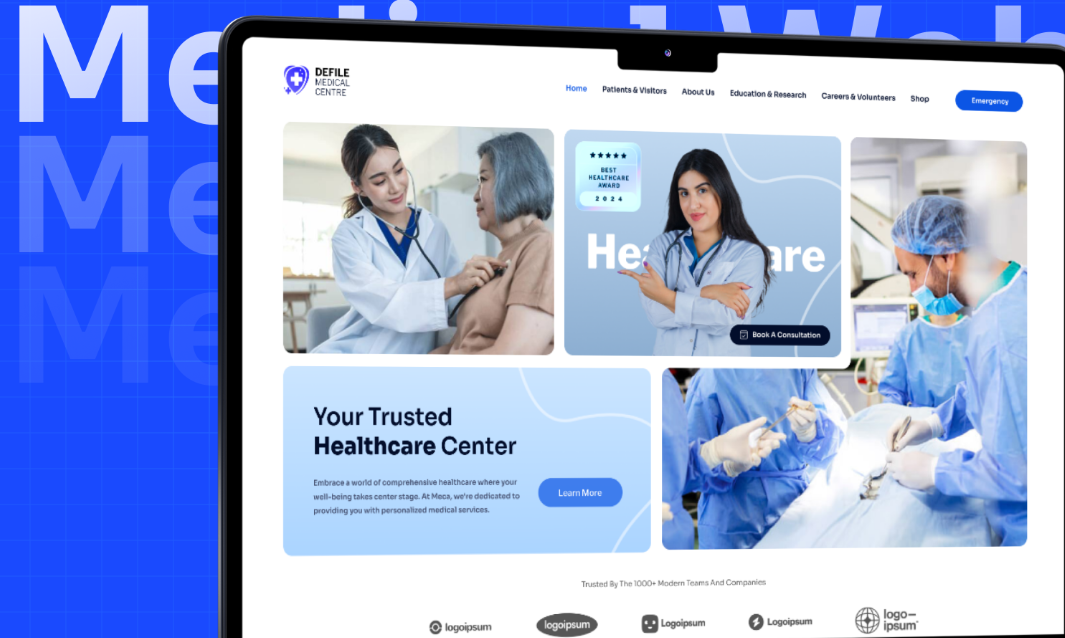 Medical Web
Me
Me
DEFILE
MEDICAL
CENTRE
Home Patients & Visitors About Us Education & Research Careers & Volunteers Shop Emergency
★★★★★
BEST
HEALTHCARE
AWARD
2024
Healthcare
Book A Consultation
Your Trusted
Healthcare Center
Embrace a world of comprehensive healthcare where your
well-being takes center stage. At Meca, we're dedicated to
providing you with personalized medical services.
Learn More
Trusted By The 1000+ Modern Teams And Companies
logoipsum logoipsum Logoipsum Logoipsum logo—
ipsum